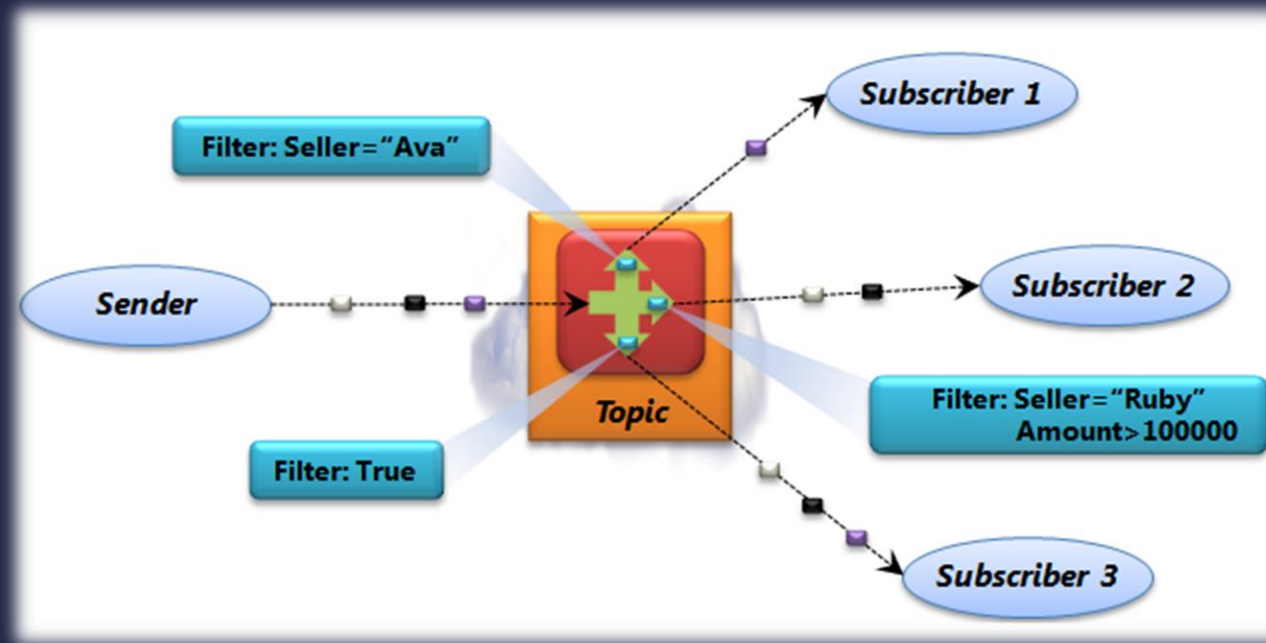 Subscriber 1
Filter: Seller=“Ava”
Sender
Subscriber 2
Topic
Filter: Seller=“Ruby”
Amount>100000
Filter: True
Subscriber 3